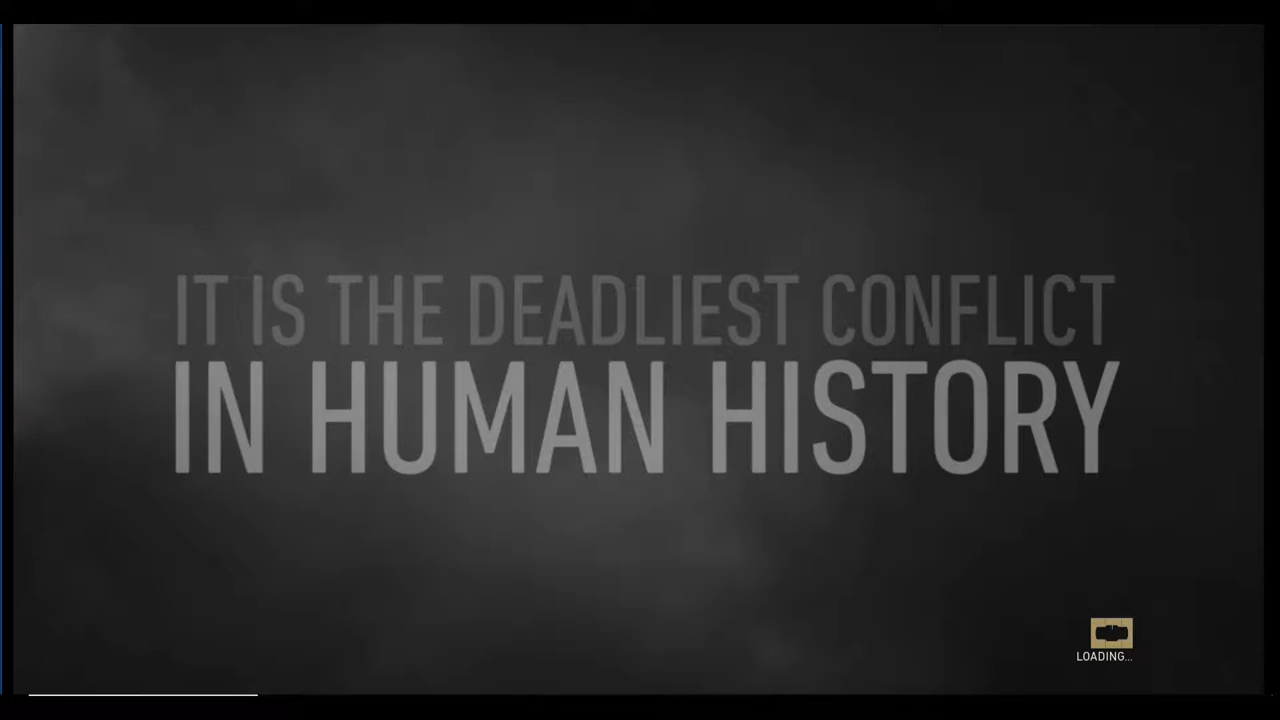 IT IS THE DEADLIEST CONFLICT
IN HUMAN HISTORY
LOADING...